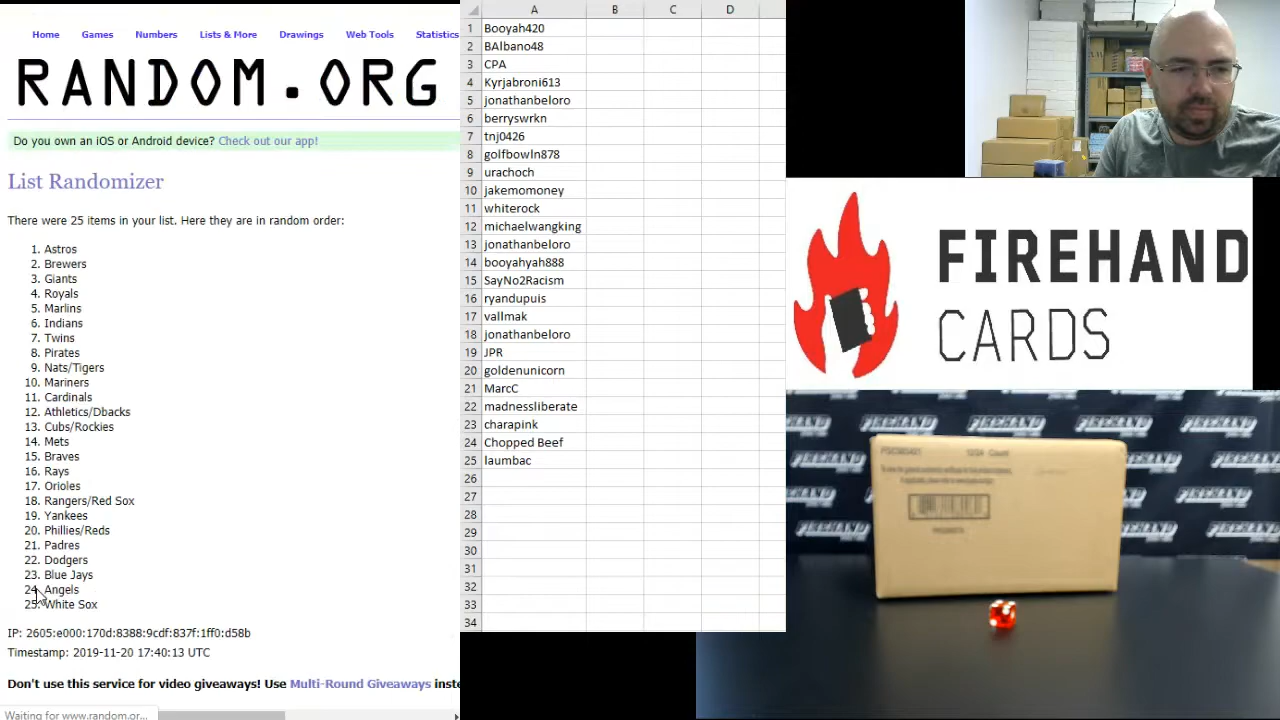 Home Games Numbers Lists & More Drawings Web Tools Statistics
RANDOM.ORG
Do you own an iOS or Android device? Check out our app!
List Randomizer
There were 25 items in your list. Here they are in random order:
1. Astros
2. Brewers
3. Giants
4. Royals
5. Marlins
6. Indians
7. Twins
8. Pirates
9. Nats/Tigers
10. Mariners
11. Cardinals
12. Athletics/Dbacks
13. Cubs/Rockies
14. Mets
15. Braves
16. Rays
17. Orioles
18. Rangers/Red Sox
19. Yankees
20. Phillies/Reds
21. Padres
22. Dodgers
23. Blue Jays
24. Angels
25. White Sox
IP: 2605:e000:170d:8388:9cdf:837f:1ff0:d58b
Timestamp: 2019-11-20 17:40:13 UTC
Don't use this service for video giveaways! Use Multi-Round Giveaways inste
Waiting for www.random.or...
A B C D
1 Booyah420
2 BAlbano48
3 CPA
4 Kyrjabroni613
5 jonathanbeloro
6 berryswrkn
7 tnj0426
8 golfbowln878
9 urachoch
10 jakemomoney
11 whiterock
12 michaelwangking
13 jonathanbeloro
14 booyahyah888
15 SayNo2Racism
16 ryandupuis
17 vallmak
18 jonathanbeloro
19 JPR
20 goldenunicorn
21 MarcC
22 madnessliberate
23 charapink
24 Chopped Beef
25 laumbac
26
27
28
29
30
31
32
33
34
FIREHAND
CARDS